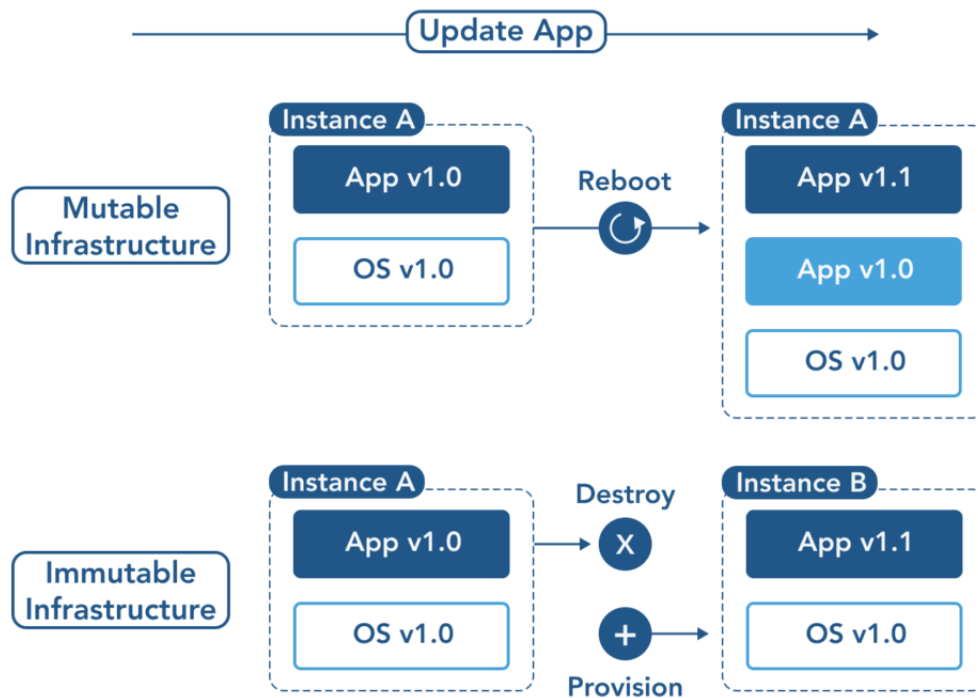 Update App
Instance A
Instance A
App v1.0
Reboot
App v1.1
Mutable
Infrastructure
OS v1.0
App v1.0
OS v1.0
Instance A
Destroy
Instance B
App v1.0
X
App v1.1
Immutable
Infrastructure
OS v1.0
+
OS v1.0
Provision